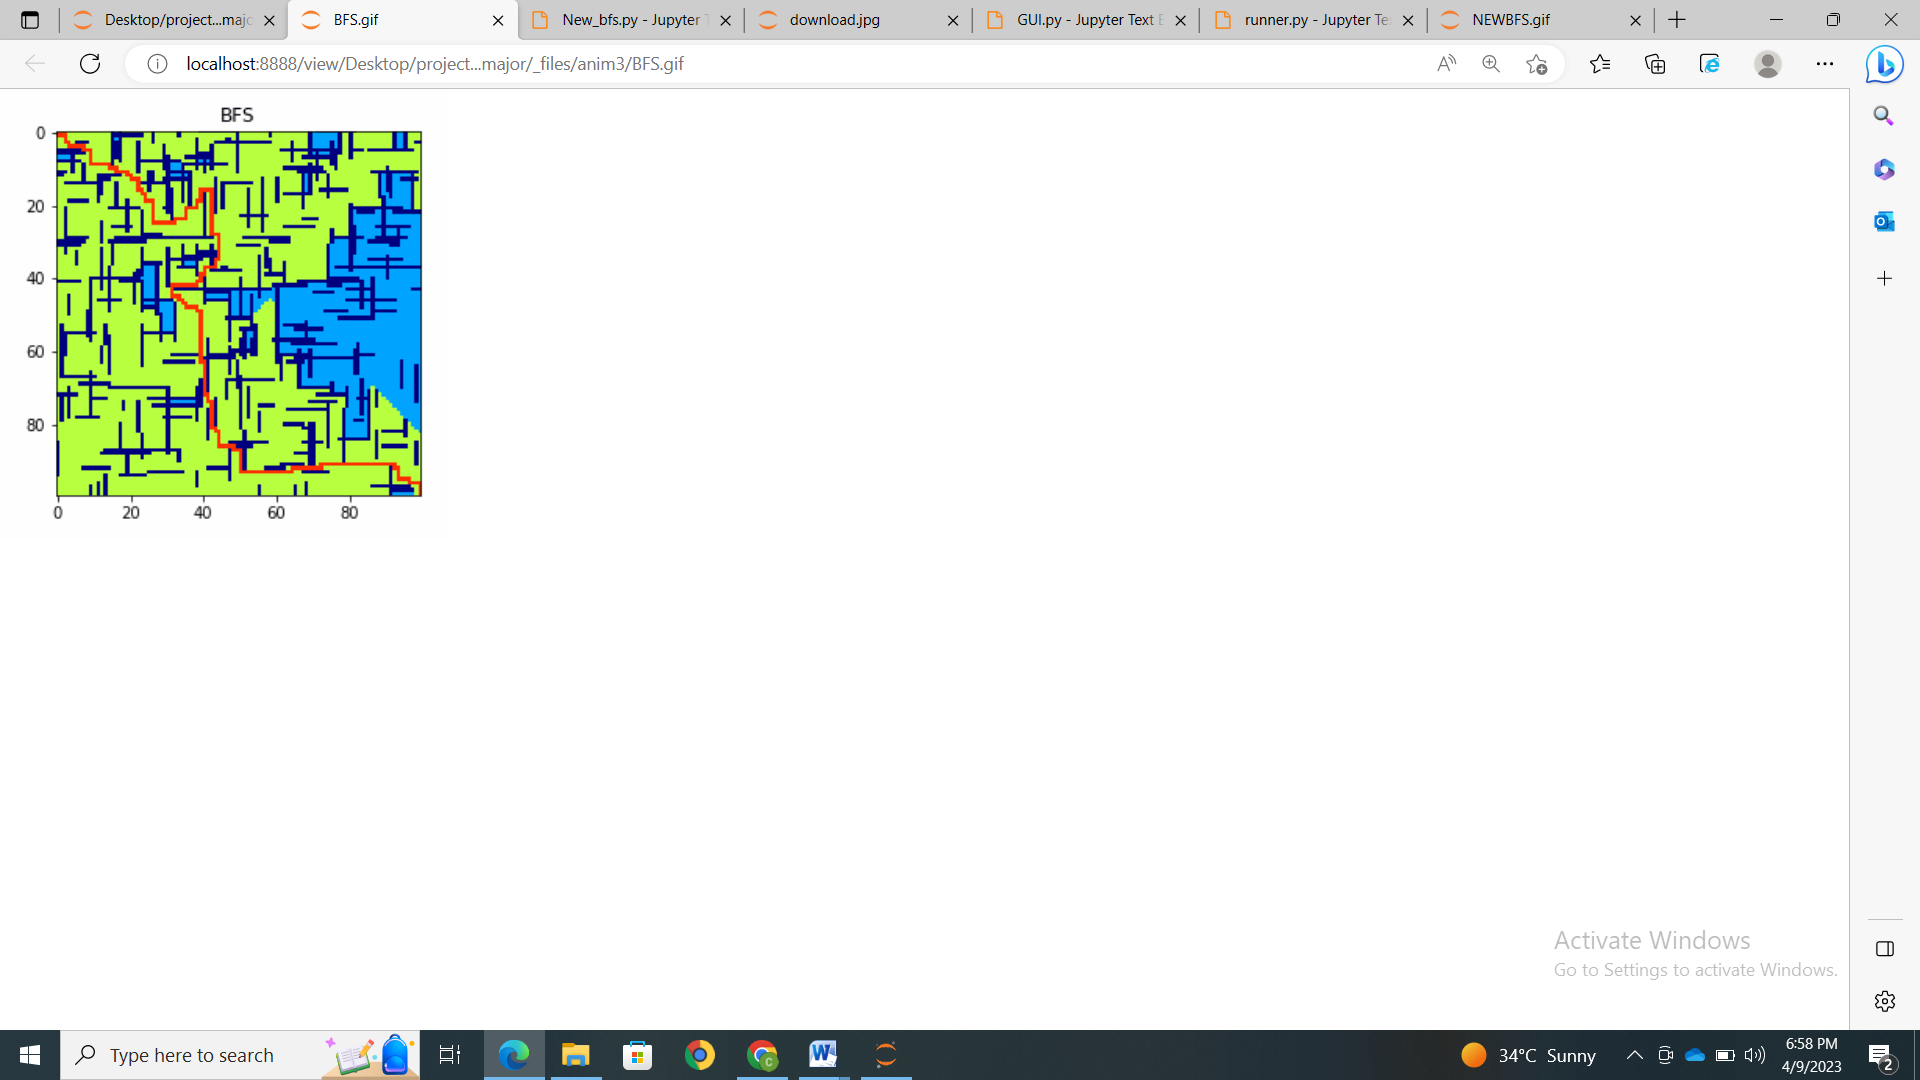 Desktop/project...majo
BFS.gif
New_bfs.py - Jupyter T
download.jpg
GUI.py - Jupyter Text E
runner.py - Jupyter Te
NEWBFS.gif
localhost:8888/view/Desktop/project...major/_files/anim3/BFS.gif
BFS
0
20
40
60
80
0 20 40 60 80
Activate Windows
Go to Settings to activate Windows.
Type here to search
34°C Sunny
6:58 PM
4/9/2023
2